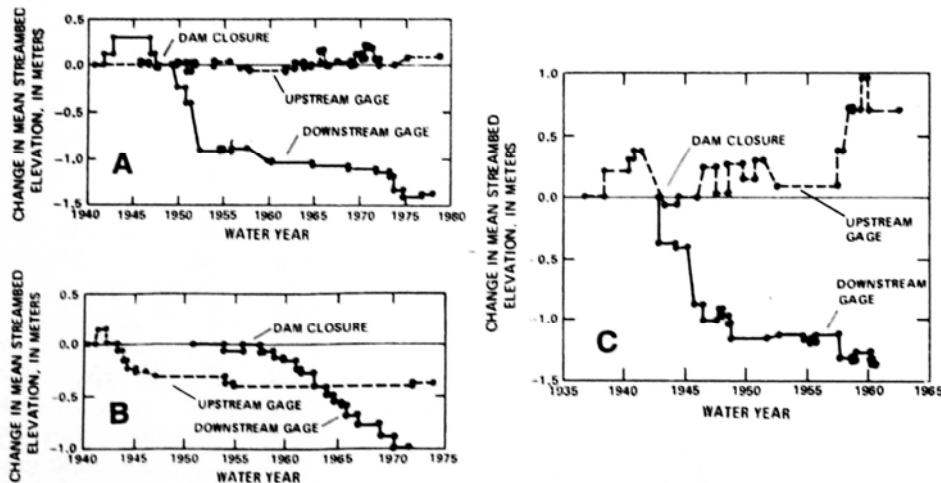 CHANGE IN MEAN STREAMBED
ELEVATION, IN METERS
0.5
0.0
-0.5
-1.0
-1.5
DAM CLOSURE
UPSTREAM GAGE
DOWNSTREAM GAGE
A
1940 1945 1950 1955 1960 1965 1970 1975 1980
WATER YEAR
CHANGE IN MEAN STREAMBED
ELEVATION, IN METERS
0.5
0
-0.5
-1.0
DAM CLOSURE
UPSTREAM GAGE
DOWNSTREAM GAGE
B
1940 1945 1950 1955 1960 1965 1970 1975
WATER YEAR
CHANGE IN MEAN STREAMBED
ELEVATION, IN METERS
1.0
0.5
0.0
-0.5
-1.0
-1.5
DAM CLOSURE
UPSTREAM
GAGE
DOWNSTREAM
GAGE
C
1935 1940 1945 1950 1955 1960 1965
WATER YEAR